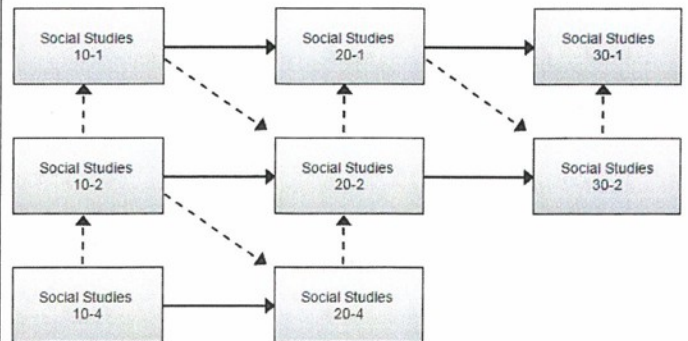 Social Studies
10-1
Social Studies
20-1
Social Studies
30-1
Social Studies
10-2
Social Studies
20-2
Social Studies
30-2
Social Studies
10-4
Social Studies
20-4